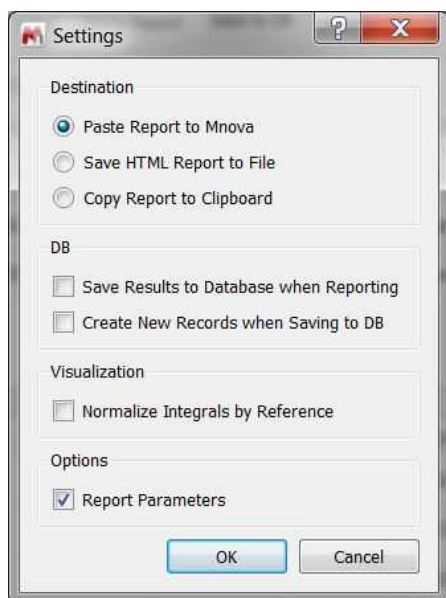 Settings
Destination
Paste Report to Mnova
Save HTML Report to File
Copy Report to Clipboard
DB
Save Results to Database when Reporting
Create New Records when Saving to DB
Visualization
Normalize Integrals by Reference
Options
Report Parameters
OK Cancel